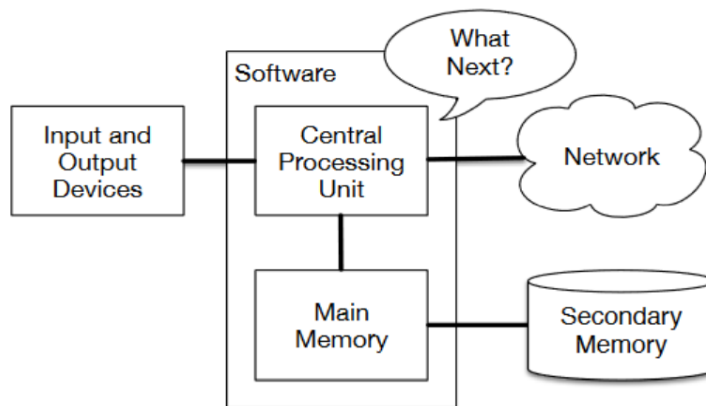 What
Next?
Software
Input and
Output
Devices
Central
Processing
Unit
Network
Main
Memory
Secondary
Memory